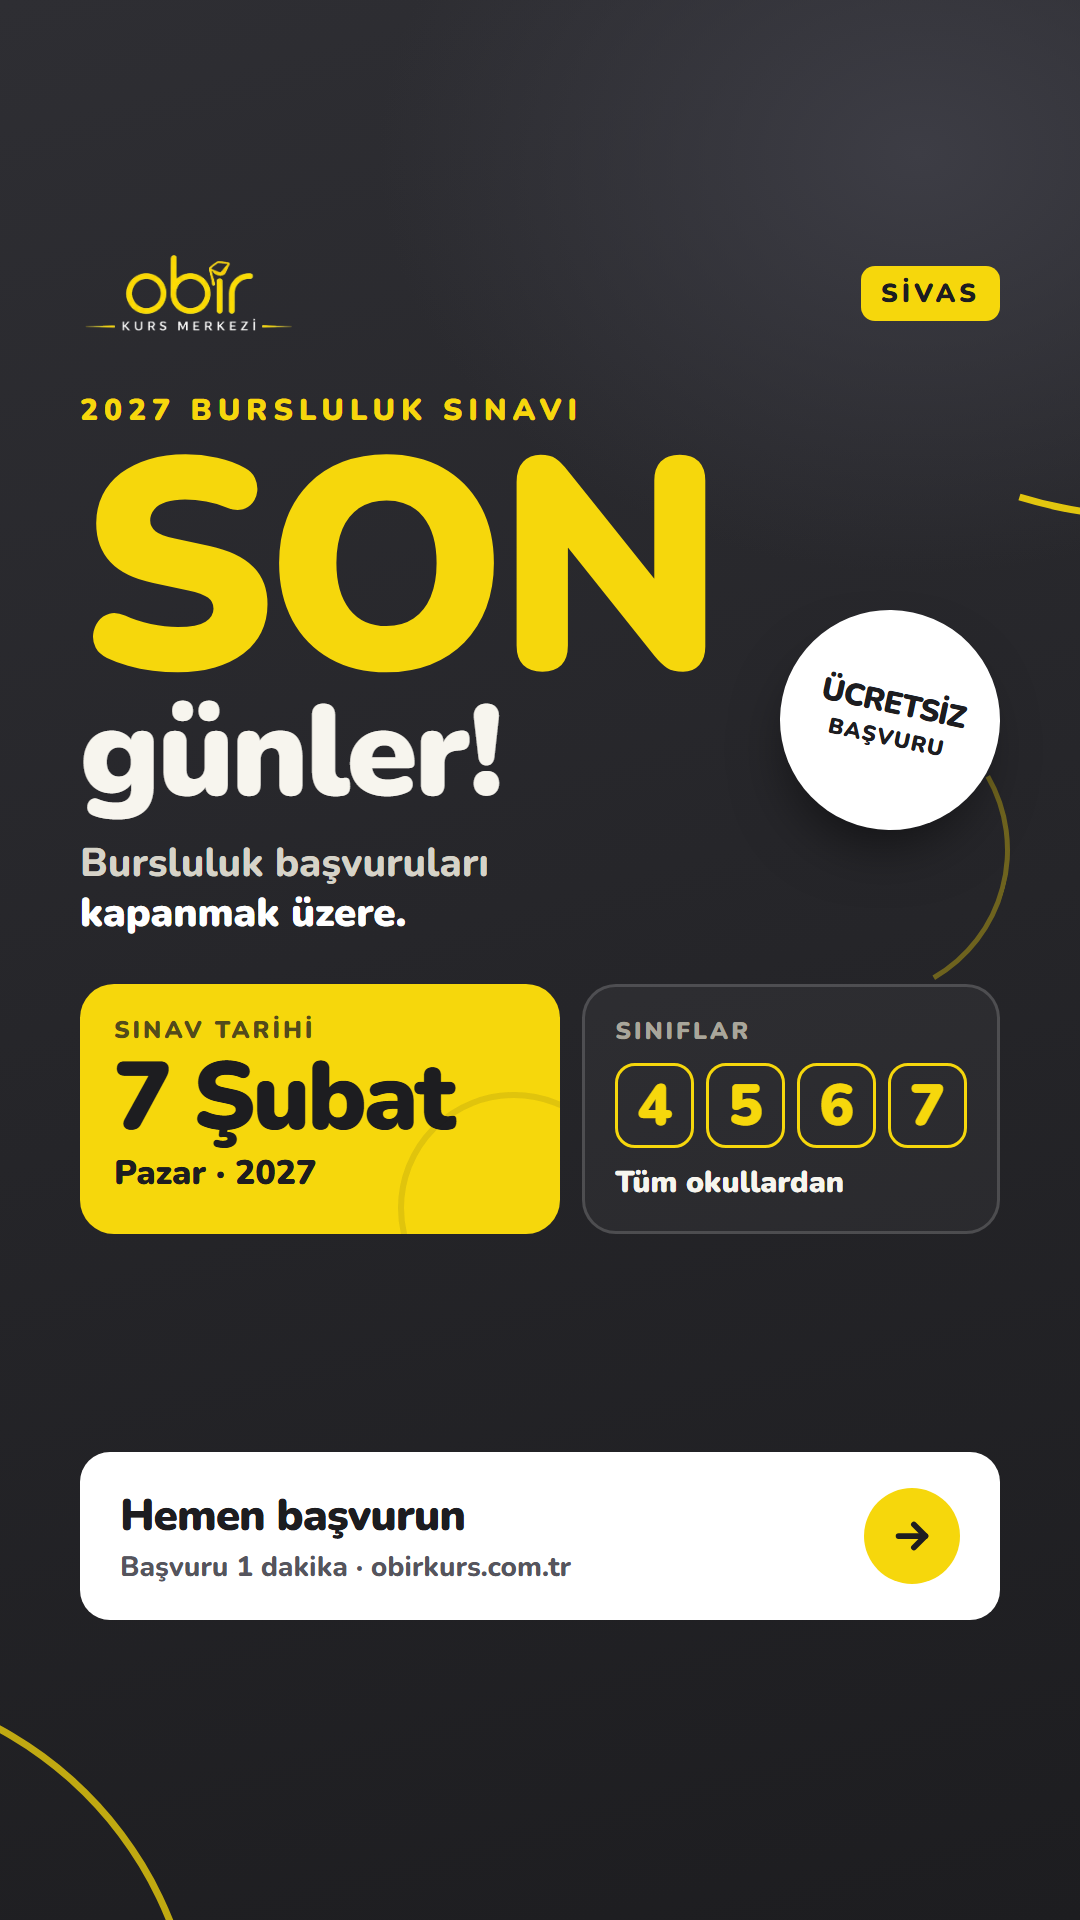 obir
KURS MERKEZİ
SİVAS
2027 BURSLULUK SINAVI
SON
günler!
ÜCRETSİZ
BAŞVURU
Bursluluk başvuruları
kapanmak üzere.
SINAV TARİHİ
7 Şubat
Pazar · 2027
SINIFLAR
4 5 6 7
Tüm okullardan
Hemen başvurun
Başvuru 1 dakika · obirkurs.com.tr